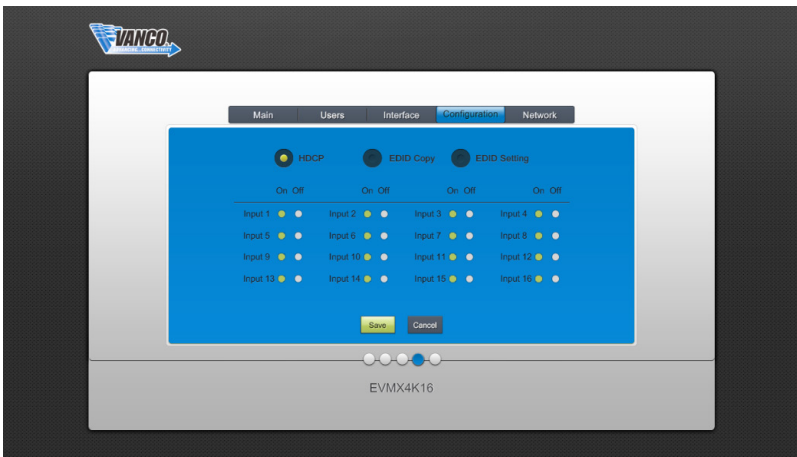 VANCO
Main Users Interface Configuration Network
HDCP EDID Copy EDID Setting
On Off On Off On Off On Off
Input 1 Input 2 Input 3 Input 4
Input 5 Input 6 Input 7 Input 8
Input 9 Input 10 Input 11 Input 12
Input 13 Input 14 Input 15 Input 16
Save Cancel
EVMX4K16